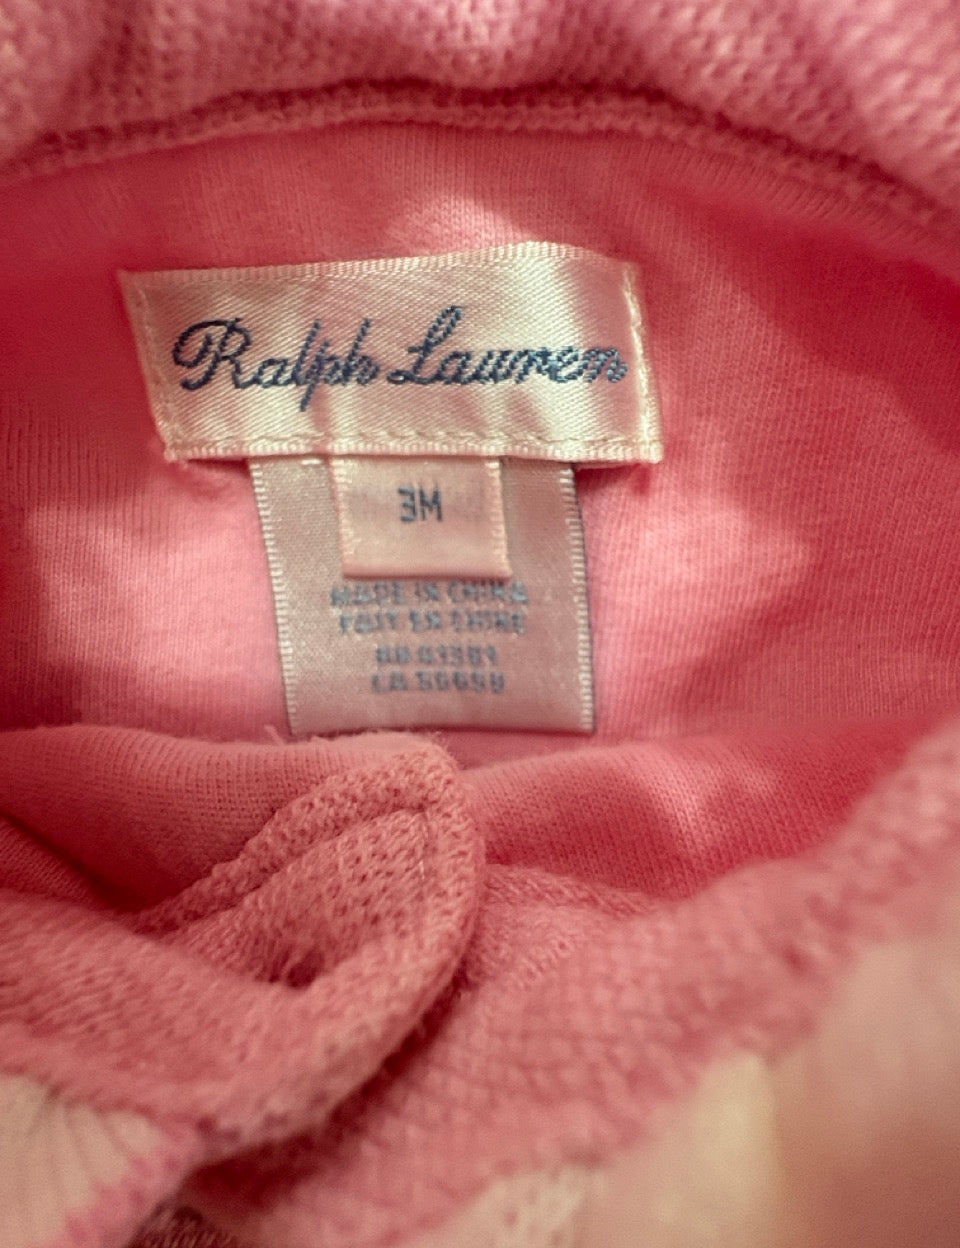 Ralph Lauren
3M
MADE IN CHINA
FAIT EN CHINE